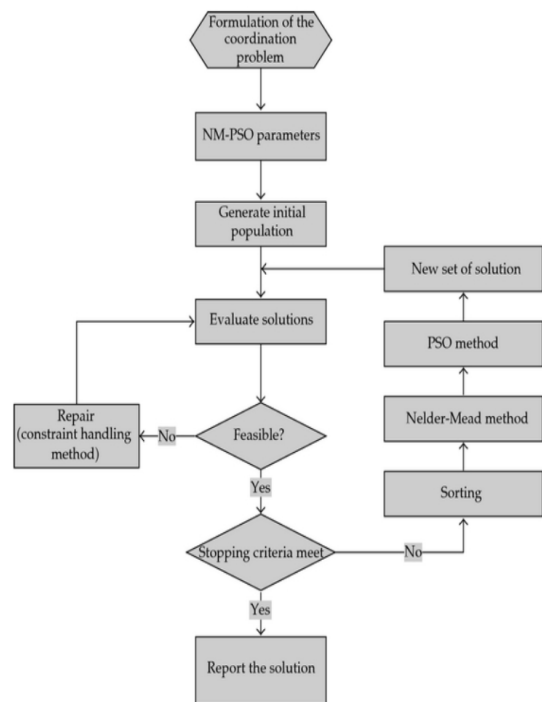 Formulation of the
coordination
problem
NM-PSO parameters
Generate initial
population
New set of solution
Evaluate solutions
PSO method
Repair
(constraint handling
method)
No
Feasible?
Nelder-Mead method
Yes
Sorting
Stopping criteria meet
No
Yes
Report the solution